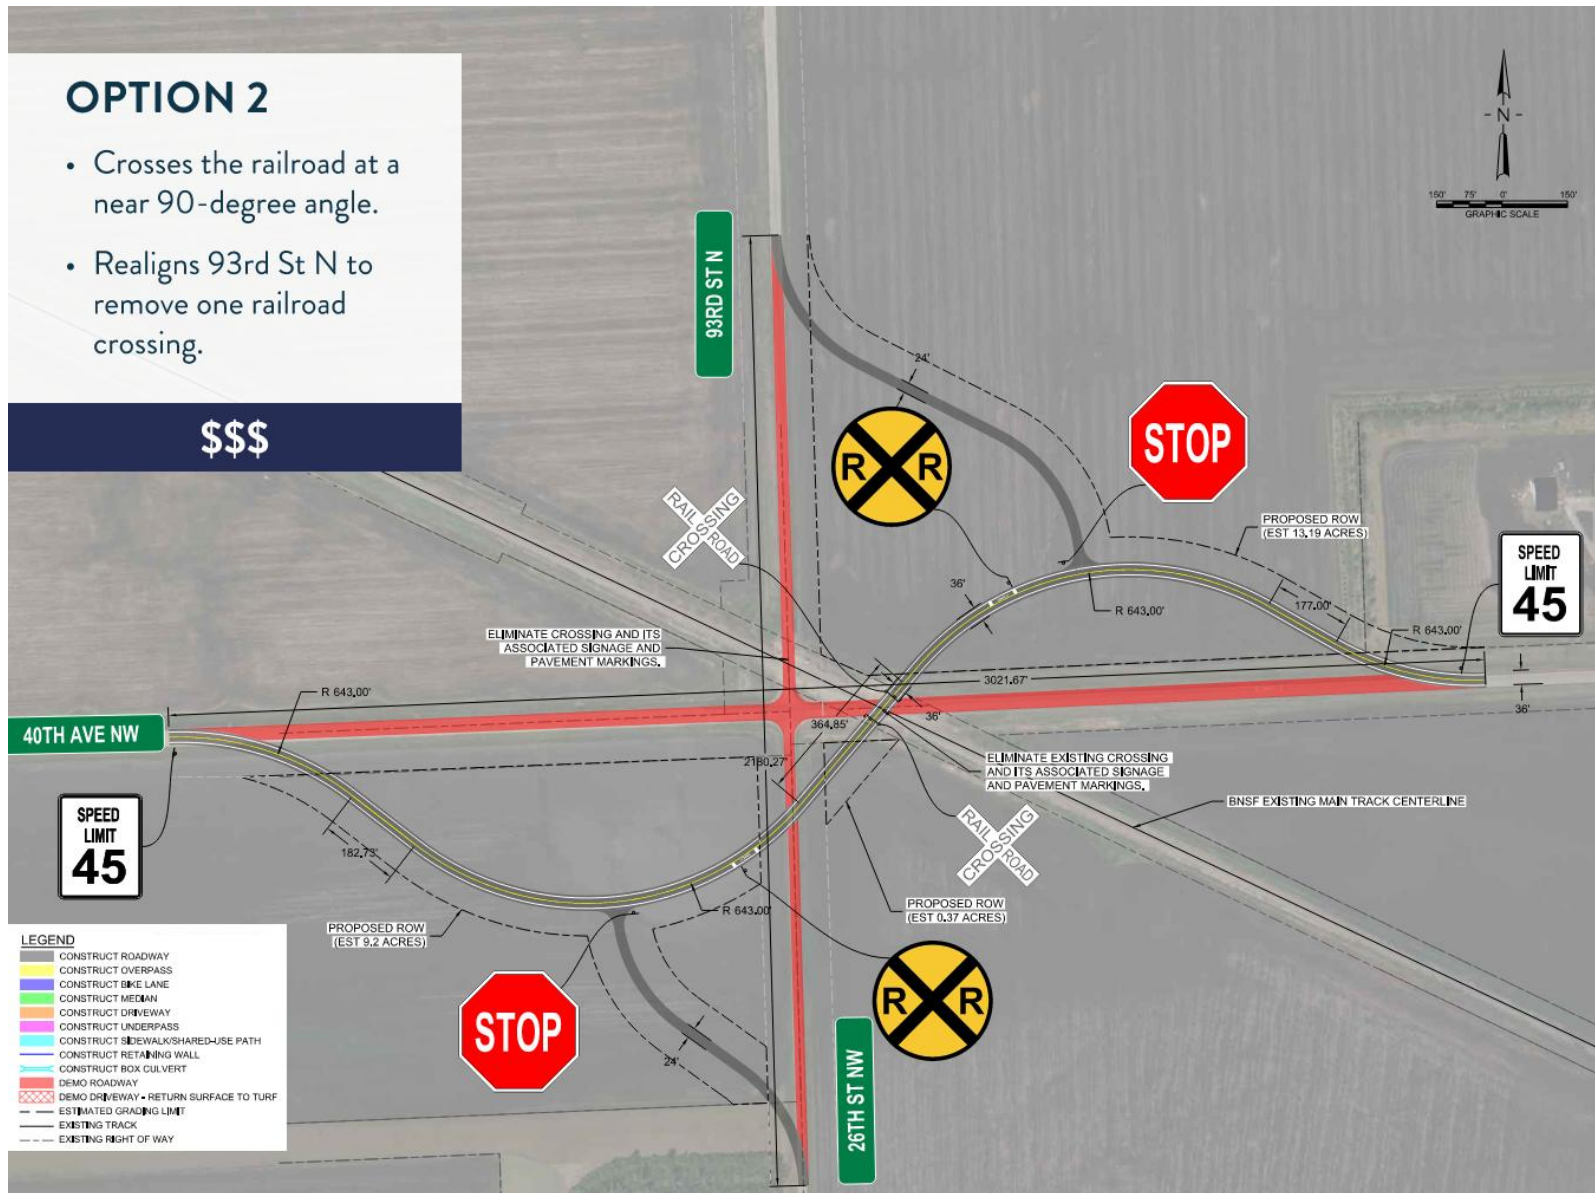 OPTION 2
• Crosses the railroad at a
near 90-degree angle.
• Realigns 93rd St N to
remove one railroad
crossing.
$$$
- N -
150' 75' 0' 150'
GRAPHIC SCALE
93RD ST N
24'
R R
STOP
RAIL ROAD
CROSSING
PROPOSED ROW
(EST 13.19 ACRES)
SPEED
LIMIT
45
36'
R 643.00'
177.00'
R 643.00'
ELIMINATE CROSSING AND ITS
ASSOCIATED SIGNAGE AND
PAVEMENT MARKINGS.
3021.67'
R 643.00'
36'
36'
364.85'
40TH AVE NW
2180.27'
ELIMINATE EXISTING CROSSING
AND ITS ASSOCIATED SIGNAGE
AND PAVEMENT MARKINGS.
BNSF EXISTING MAIN TRACK CENTERLINE
SPEED
LIMIT
45
182.73'
RAIL ROAD
CROSSING
PROPOSED ROW
(EST 0.37 ACRES)
R 643.00'
PROPOSED ROW
(EST 9.2 ACRES)
STOP
R R
24'
26TH ST NW
LEGEND
CONSTRUCT ROADWAY
CONSTRUCT OVERPASS
CONSTRUCT BIKE LANE
CONSTRUCT MEDIAN
CONSTRUCT DRIVEWAY
CONSTRUCT UNDERPASS
CONSTRUCT SIDEWALK/SHARED-USE PATH
CONSTRUCT RETAINING WALL
CONSTRUCT BOX CULVERT
DEMO ROADWAY
DEMO DRIVEWAY - RETURN SURFACE TO TURF
ESTIMATED GRADING LIMIT
EXISTING TRACK
EXISTING RIGHT OF WAY